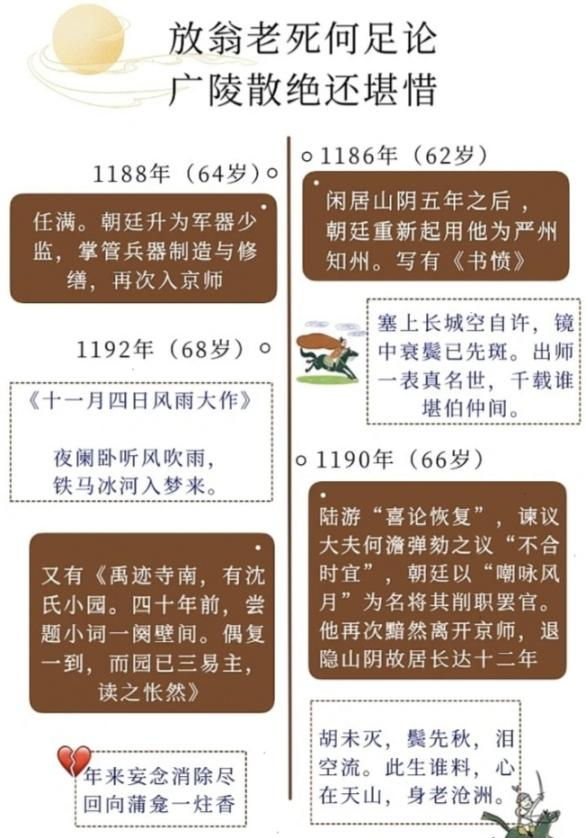 放翁老死何足论
广陵散绝还堪惜
1186年（62岁）
闲居山阴五年之后，
朝廷重新起用他为严州
知州。写有《书愤》
塞上长城空自许，镜
中衰鬓已先斑。出师
一表真名世，千载谁
堪伯仲间。
1188年（64岁）
任满。朝廷升为军器少
监，掌管兵器制造与修
缮，再次入京师
1190年（66岁）
陆游“喜论恢复”，谏议
大夫何澹弹劾之议“不合
时宜”，朝廷以“嘲咏风
月”为名将其削职罢官。
他再次黯然离开京师，退
隐山阴故居长达十二年
胡未灭，鬓先秋，泪
空流。此生谁料，心
在天山，身老沧洲。
1192年（68岁）
《十一月四日风雨大作》
夜阑卧听风吹雨，
铁马冰河入梦来。
又有《禹迹寺南，有沈
氏小园。四十年前，尝
题小词一阕壁间。偶复
一到，而园已三易主，
读之怅然》
年来妄念消除尽
回向蒲龛一炷香